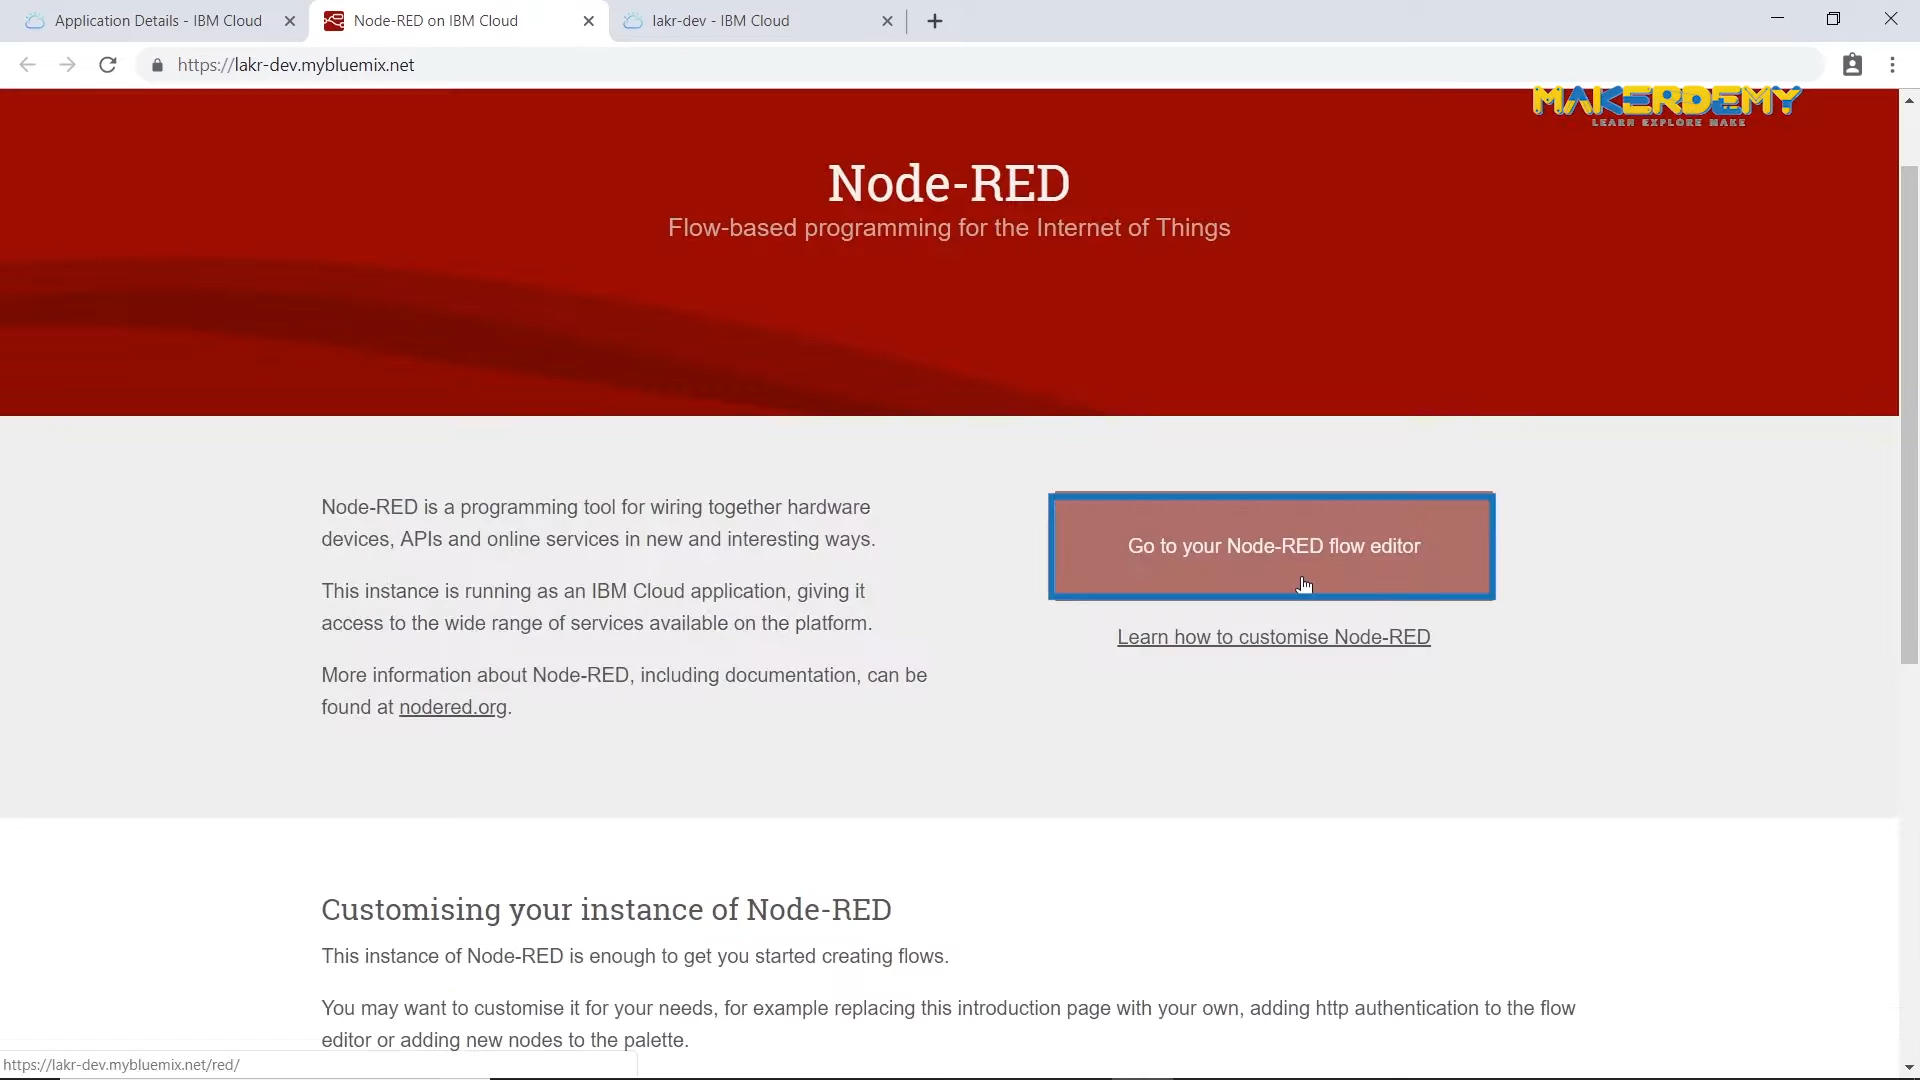 Application Details - IBM Cloud
Node-RED on IBM Cloud
lakr-dev - IBM Cloud
https://lakr-dev.mybluemix.net
MAKERDEMY
LEARN EXPLORE MAKE
Node-RED
Flow-based programming for the Internet of Things
Node-RED is a programming tool for wiring together hardware
devices, APIs and online services in new and interesting ways.
This instance is running as an IBM Cloud application, giving it
access to the wide range of services available on the platform.
More information about Node-RED, including documentation, can be
found at nodered.org.
Go to your Node-RED flow editor
Learn how to customise Node-RED
Customising your instance of Node-RED
This instance of Node-RED is enough to get you started creating flows.
You may want to customise it for your needs, for example replacing this introduction page with your own, adding http authentication to the flow
editor or adding new nodes to the palette.
https://lakr-dev.mybluemix.net/red/